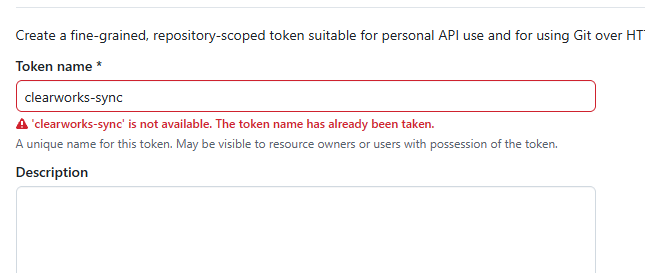 Create a fine-grained, repository-scoped token suitable for personal API use and for using Git over HT
Token name *
clearworks-sync
'clearworks-sync' is not available. The token name has already been taken.
A unique name for this token. May be visible to resource owners or users with possession of the token.
Description